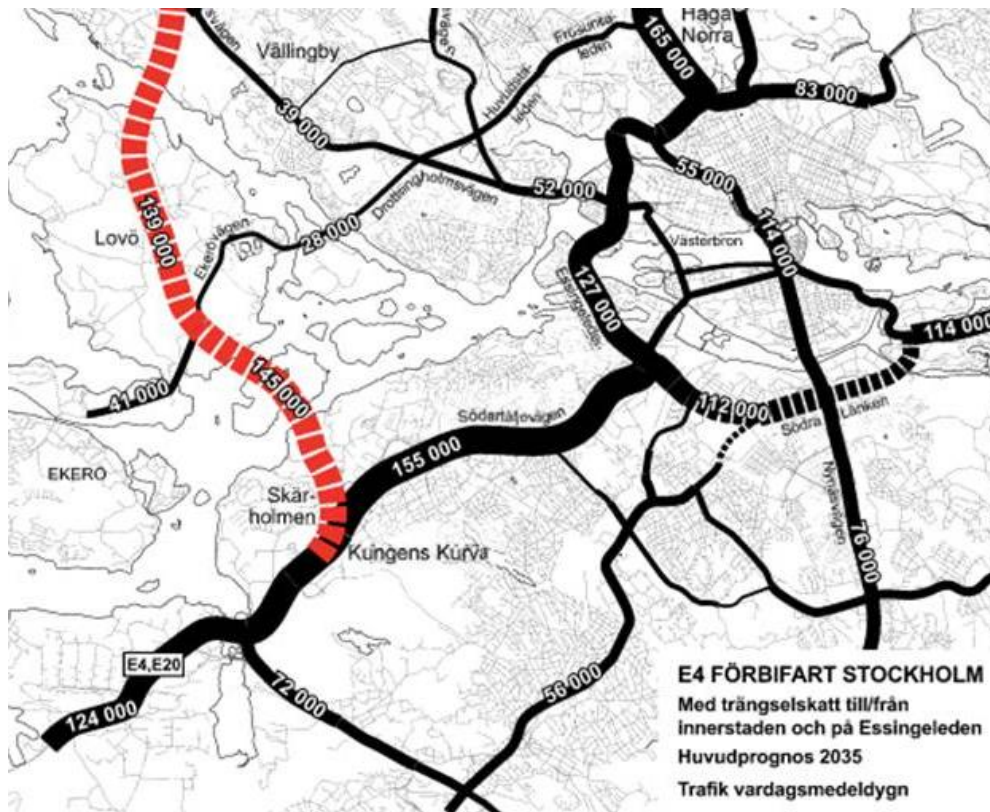 Vällingby
Frösunda-
leden
165 000
Haga
Norra
83 000
39 000
Huvudsta-
leden
55 000
Drottningholmsvägen
52 000
114 000
139 000
Lovö
Ekerövägen
28 000
Västerbron
127 000
Essingeleden
114 000
145 000
41 000
Södertäljevägen
112 000
Södra Länken
155 000
EKERÖ
Skär-
holmen
Kungens Kurva
Nynäsvägen
76 000
E4,E20
124 000
72 000
56 000
E4 FÖRBIFART STOCKHOLM
Med trängselskatt till/från
innerstaden och på Essingeleden
Huvudprognos 2035
Trafik vardagsmedeldygn